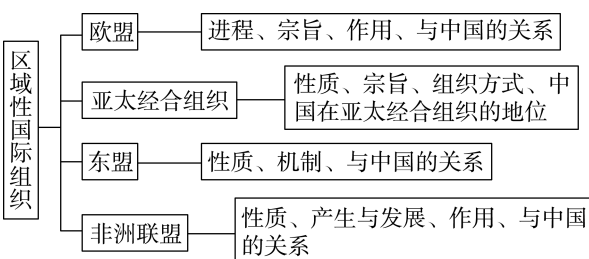 区域性国际组织
欧盟
进程、宗旨、作用、与中国的关系
亚太经合组织
性质、宗旨、组织方式、中
国在亚太经合组织的地位
东盟
性质、机制、与中国的关系
非洲联盟
性质、产生与发展、作用、与中国
的关系